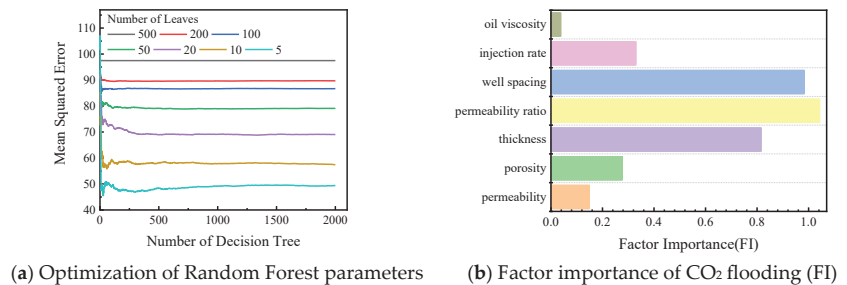 Number of Leaves
500 200 100
50 20 10 5
Mean Squared Error
110
100
90
80
70
60
50
40
0 500 1000 1500 2000
Number of Decision Tree
(a) Optimization of Random Forest parameters
oil viscosity
injection rate
well spacing
permeability ratio
thickness
porosity
permeability
0.0 0.2 0.4 0.6 0.8 1.0
Factor Importance(FI)
(b) Factor importance of CO₂ flooding (FI)